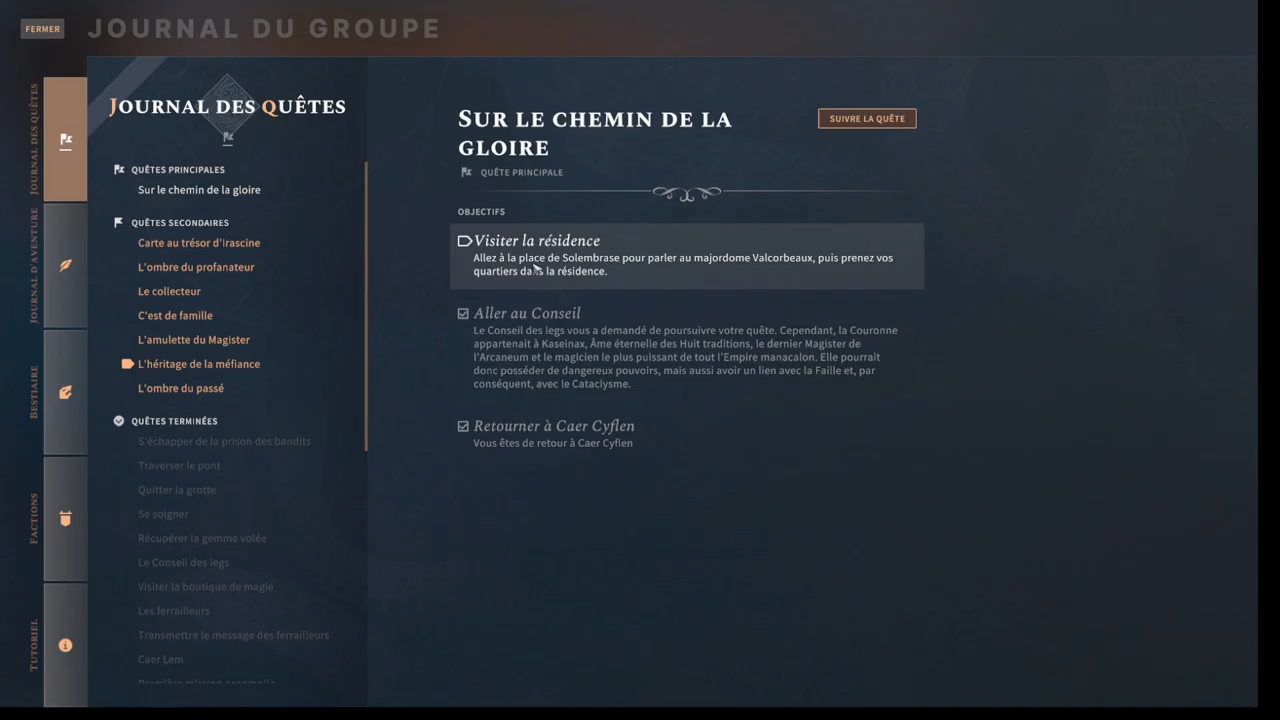 FERMER
JOURNAL DU GROUPE
JOURNAL DES QUÊTES
JOURNAL D'AVENTURE
BESTIAIRE
FACTIONS
TUTORIEL
JOURNAL DES QUÊTES
QUÊTES PRINCIPALES
Sur le chemin de la gloire
QUÊTES SECONDAIRES
Carte au trésor d'Irascine
L'ombre du profanateur
Le collecteur
C'est de famille
L'amulette du Magister
L'héritage de la méfiance
L'ombre du passé
QUÊTES TERMINÉES
S'échapper de la prison des bandits
Traverser le pont
Quitter la grotte
Se soigner
Récupérer la gemme volée
Le Conseil des legs
Visiter la boutique de magie
Les ferrailleurs
Transmettre le message des ferrailleurs
Caer Lem
SUR LE CHEMIN DE LA
GLOIRE
SUIVRE LA QUÊTE
QUÊTE PRINCIPALE
OBJECTIFS
Visiter la résidence
Allez à la place de Solembrase pour parler au majordome Valcorbeaux, puis prenez vos
quartiers dans la résidence.
Aller au Conseil
Le Conseil des legs vous a demandé de poursuivre votre quête. Cependant, la Couronne
appartenait à Kaseinax, Âme éternelle des Huit traditions, le dernier Magister de
l'Arcaneum et le magicien le plus puissant de tout l'Empire manacalon. Elle pourrait
donc posséder de dangereux pouvoirs, mais aussi avoir un lien avec la Faille et, par
conséquent, avec le Cataclysme.
Retourner à Caer Cyflen
Vous êtes de retour à Caer Cyflen